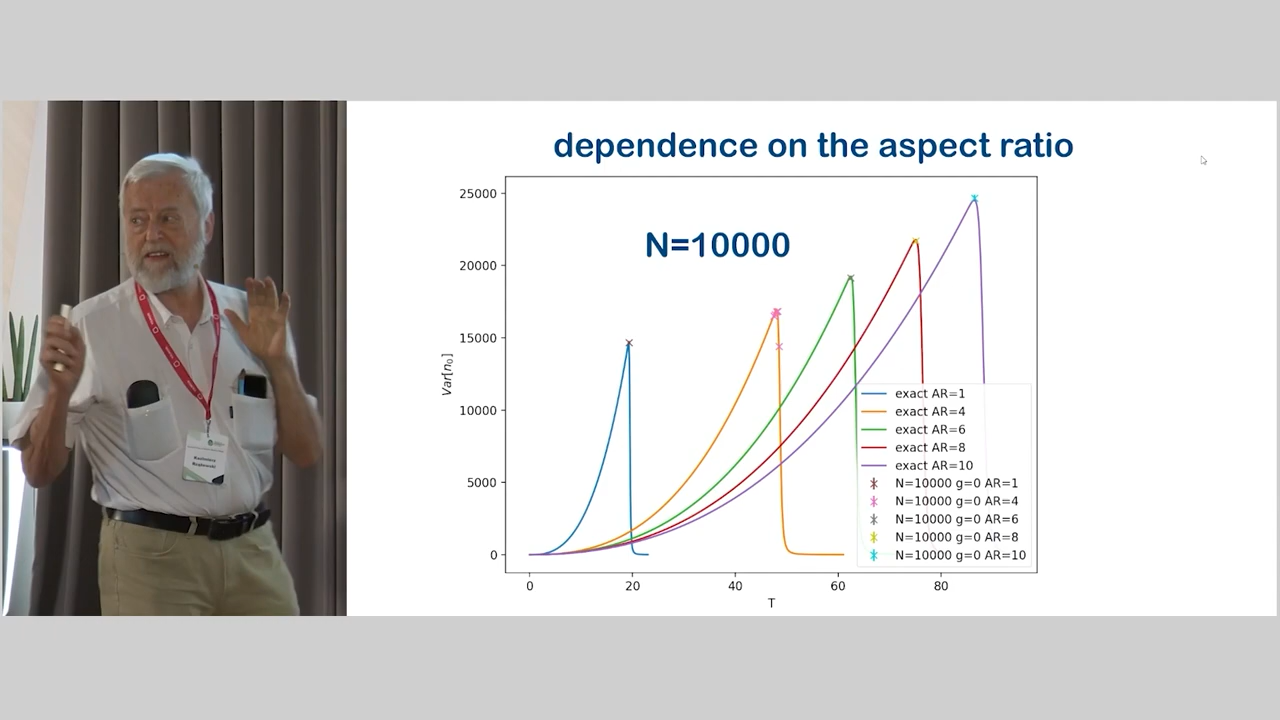 dependence on the aspect ratio
N=10000
25000
20000
15000
10000
5000
0
Var[n₀]
0
20
40
60
80
T
exact AR=1
exact AR=4
exact AR=6
exact AR=8
exact AR=10
N=10000 g=0 AR=1
N=10000 g=0 AR=4
N=10000 g=0 AR=6
N=10000 g=0 AR=8
N=10000 g=0 AR=10